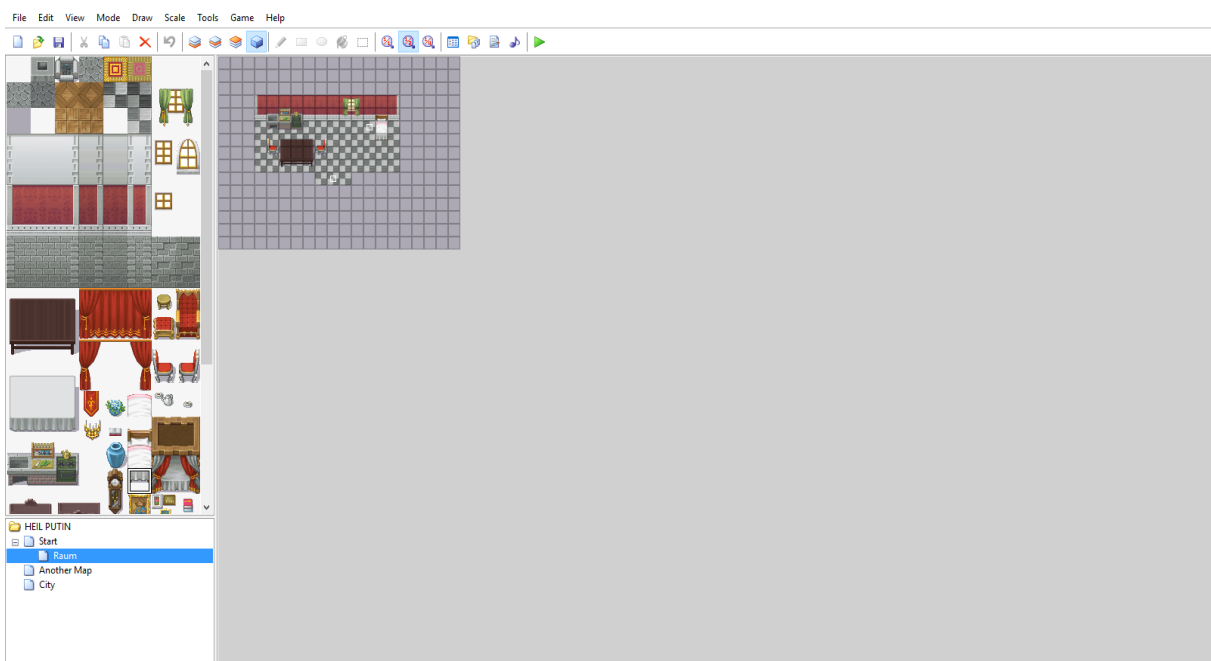 File Edit View Mode Draw Scale Tools Game Help
HEIL PUTIN
Start
Raum
Another Map
City